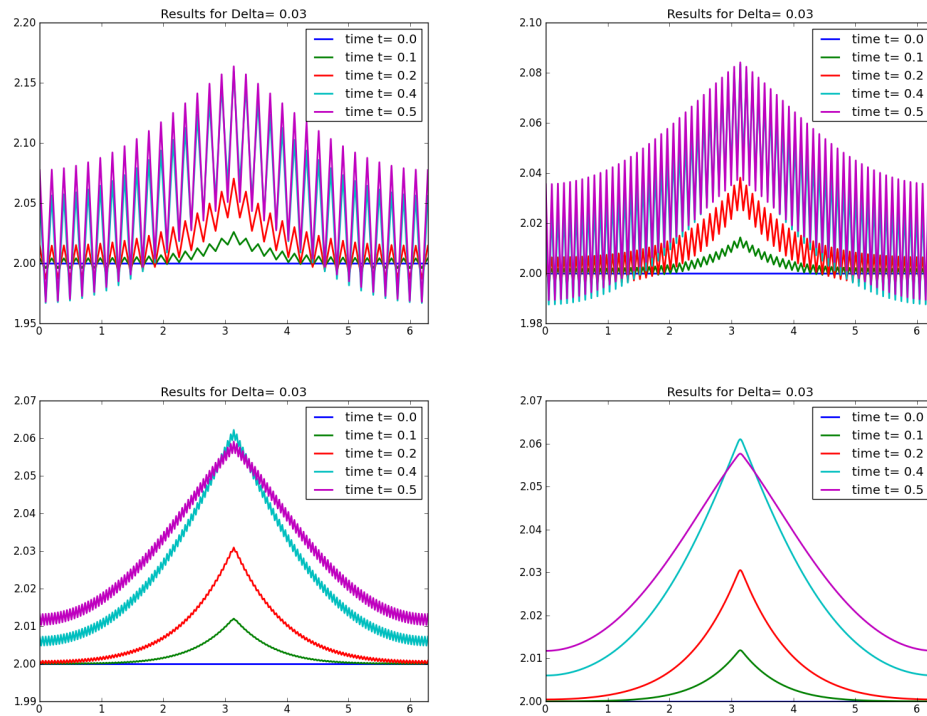 Results for Delta= 0.03
2.20
2.15
2.10
2.05
2.00
1.95
0 1 2 3 4 5 6
time t= 0.0
time t= 0.1
time t= 0.2
time t= 0.4
time t= 0.5
Results for Delta= 0.03
2.10
2.08
2.06
2.04
2.02
2.00
1.98
0 1 2 3 4 5 6
time t= 0.0
time t= 0.1
time t= 0.2
time t= 0.4
time t= 0.5
Results for Delta= 0.03
2.07
2.06
2.05
2.04
2.03
2.02
2.01
2.00
1.99
0 1 2 3 4 5 6
time t= 0.0
time t= 0.1
time t= 0.2
time t= 0.4
time t= 0.5
Results for Delta= 0.03
2.07
2.06
2.05
2.04
2.03
2.02
2.01
2.00
0 1 2 3 4 5 6
time t= 0.0
time t= 0.1
time t= 0.2
time t= 0.4
time t= 0.5